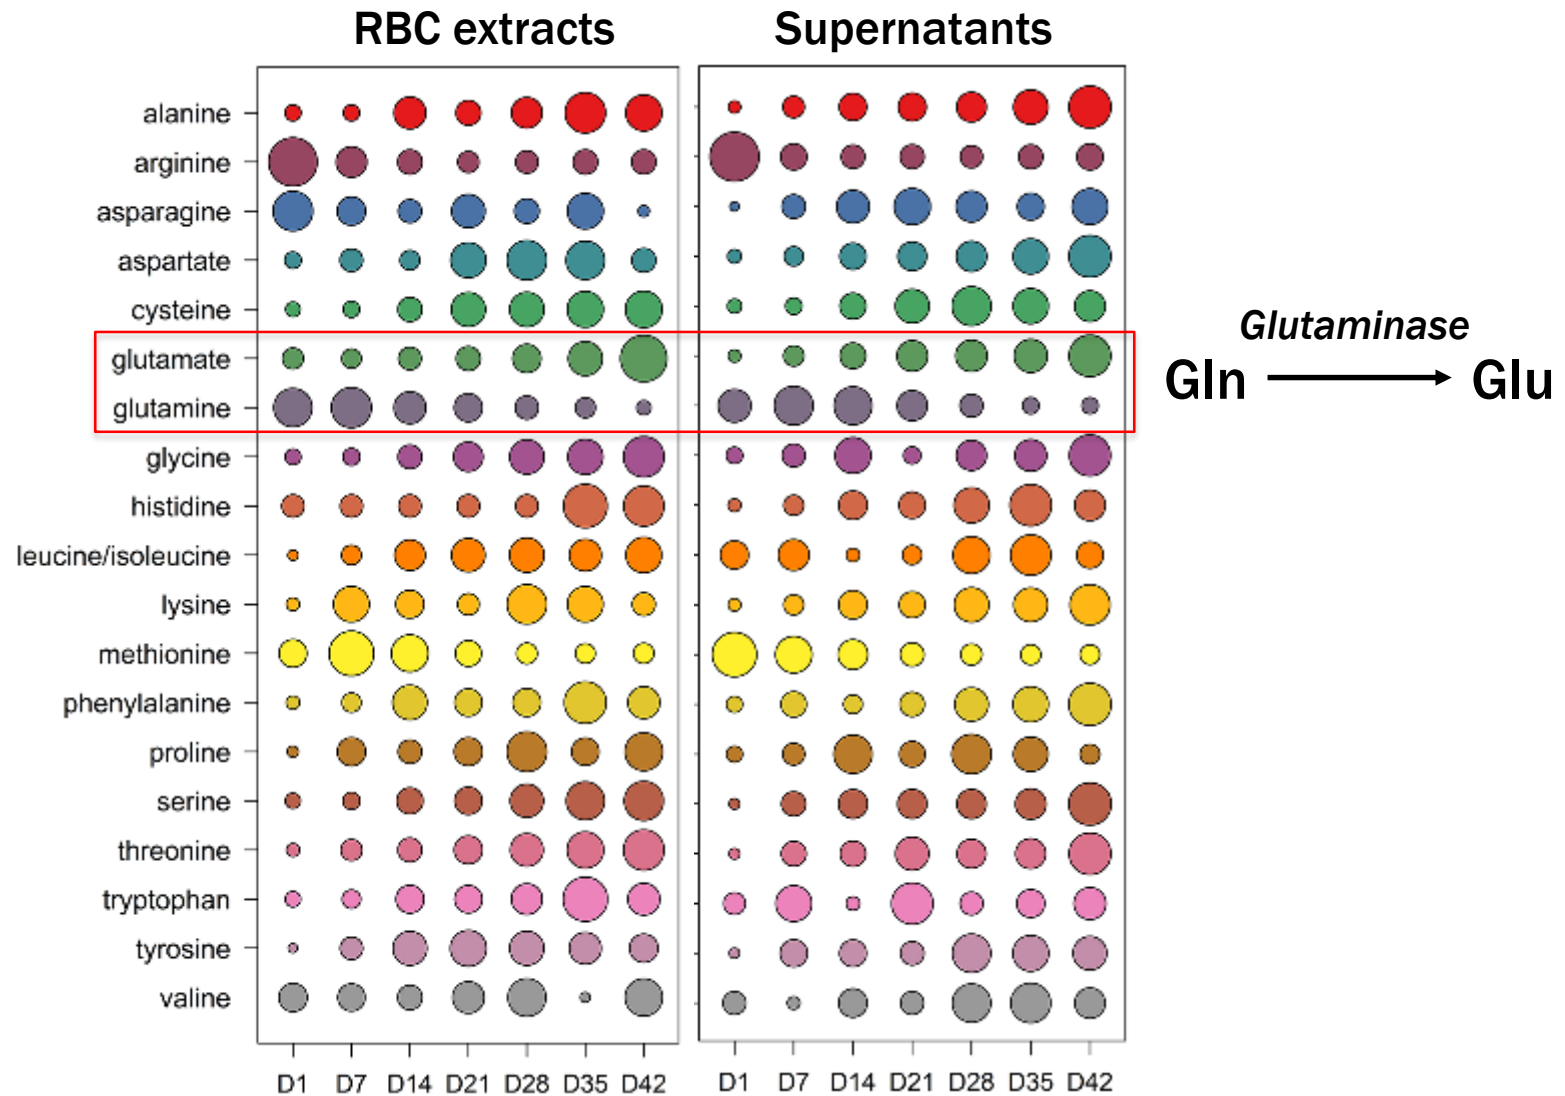 RBC extracts
Supernatants
alanine
arginine
asparagine
aspartate
cysteine
glutamate
glutamine
glycine
histidine
leucine/isoleucine
lysine
methionine
phenylalanine
proline
serine
threonine
tryptophan
tyrosine
valine
D1 D7 D14 D21 D28 D35 D42
D1 D7 D14 D21 D28 D35 D42
Glutaminase
Gln Glu